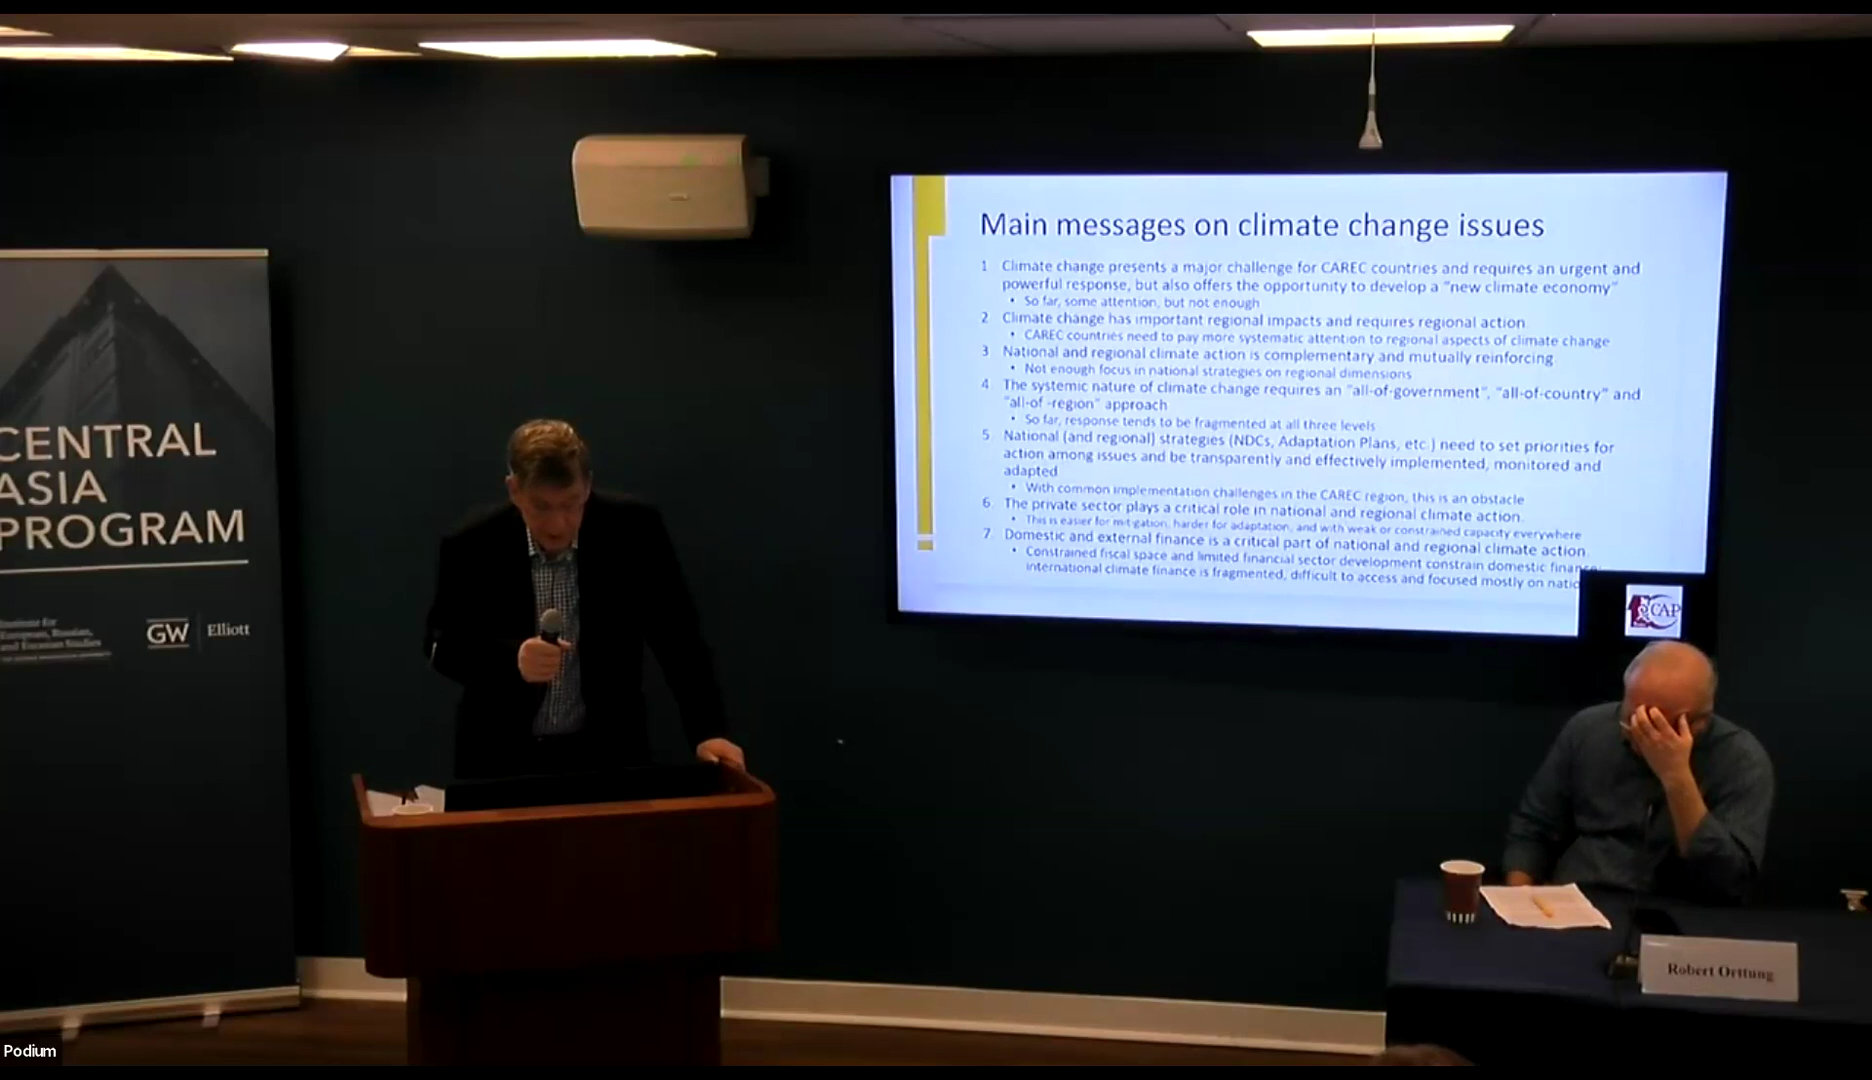 CENTRAL
ASIA
PROGRAM
Institute for
European, Russian,
and Eurasian Studies
GW
Elliott
Main messages on climate change issues
1 Climate change presents a major challenge for CAREC countries and requires an urgent and
powerful response, but also offers the opportunity to develop a "new climate economy"
• So far, some attention, but not enough
2 Climate change has important regional impacts and requires regional action
• CAREC countries need to pay more systematic attention to regional aspects of climate change
3 National and regional climate action is complementary and mutually reinforcing
• Not enough focus in national strategies on regional dimensions
4. The systemic nature of climate change requires an "all-of-government", "all-of-country" and
"all-of -region" approach
• So far, response tends to be fragmented at all three levels
5. National (and regional) strategies (NDCs, Adaptation Plans, etc.) need to set priorities for
action among issues and be transparently and effectively implemented, monitored and
adapted
• With common implementation challenges in the CAREC region, this is an obstacle
6. The private sector plays a critical role in national and regional climate action.
• This is easier for mitigation, harder for adaptation, and with weak or constrained capacity everywhere
7. Domestic and external finance is a critical part of national and regional climate action
• Constrained fiscal space and limited financial sector development constrain domestic finance
international climate finance is fragmented, difficult to access and focused mostly on natio
CAP
Robert Orttung
Podium